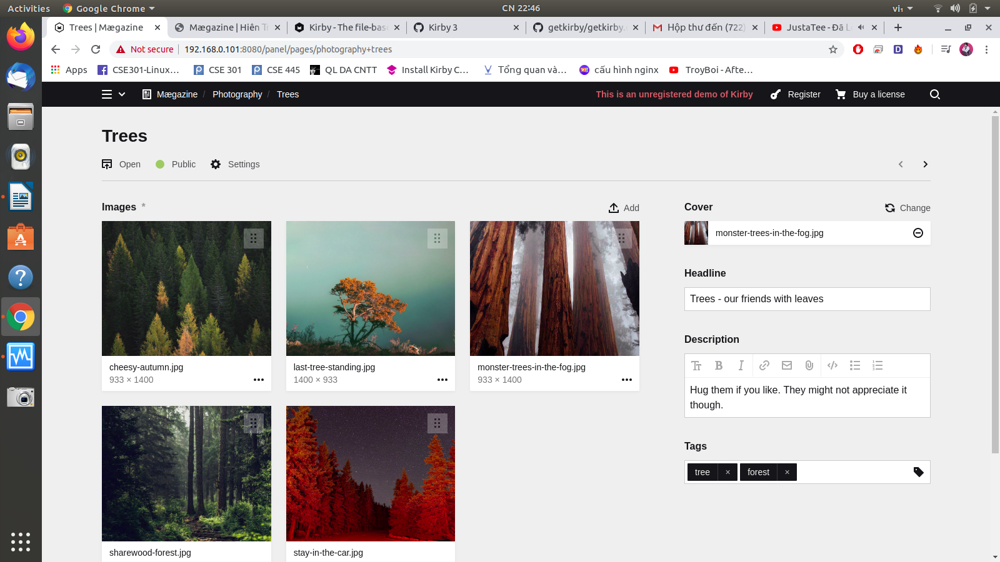 Activities
Google Chrome
CN 22:46
vi₁
Trees | Mægazine
Mægazine | Hiên Tr
Kirby - The file-bas
Kirby 3
getkirby/getkirby.
Hộp thư đến (722)
JustaTee - Đã L
Not secure
192.168.0.101:8080/panel/pages/photography+trees
Apps
CSE301-Linux...
CSE 301
CSE 445
QL DA CNTT
Install Kirby C...
Tổng quan và...
cấu hình nginx
TroyBoi - Afte...
Mægazine / Photography / Trees
This is an unregistered demo of Kirby
Register
Buy a license
Trees
Open
Public
Settings
Images *
Add
cheesy-autumn.jpg
933 × 1400
last-tree-standing.jpg
1400 × 933
monster-trees-in-the-fog.jpg
933 × 1400
sharewood-forest.jpg
stay-in-the-car.jpg
Cover
Change
monster-trees-in-the-fog.jpg
Headline
Trees - our friends with leaves
Description
Hug them if you like. They might not appreciate it
though.
Tags
tree ×
forest ×